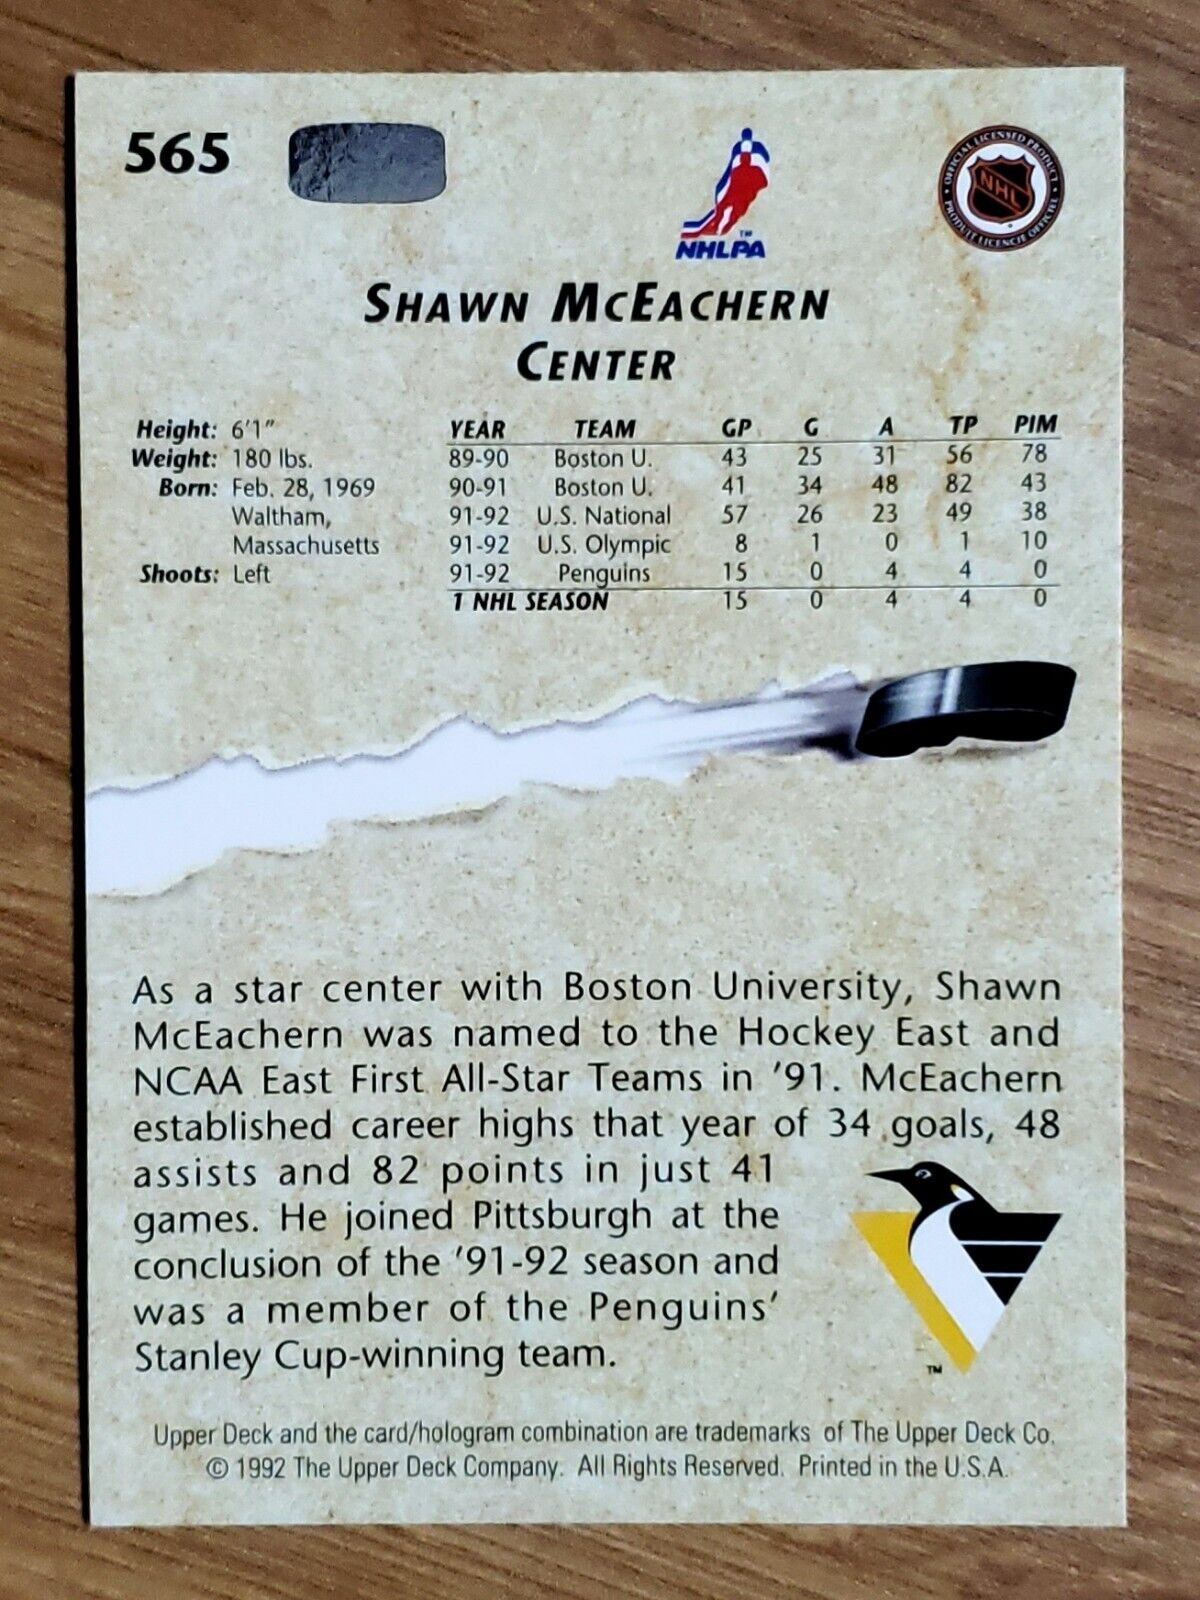 565
NHLPA
TM
OFFICIAL LICENSED PRODUCT
NHL
PRODUIT LICENCIÉ OFFICIEL
SHAWN MCEACHERN
CENTER
Height: 6'1"
Weight: 180 lbs.
Born: Feb. 28, 1969
Waltham,
Massachusetts
Shoots: Left
YEAR TEAM GP G A TP PIM
89-90 Boston U. 43 25 31 56 78
90-91 Boston U. 41 34 48 82 43
91-92 U.S. National 57 26 23 49 38
91-92 U.S. Olympic 8 1 0 1 10
91-92 Penguins 15 0 4 4 0
1 NHL SEASON 15 0 4 4 0
As a star center with Boston University, Shawn
McEachern was named to the Hockey East and
NCAA East First All-Star Teams in '91. McEachern
established career highs that year of 34 goals, 48
assists and 82 points in just 41
games. He joined Pittsburgh at the
conclusion of the '91-92 season and
was a member of the Penguins'
Stanley Cup-winning team.
TM
Upper Deck and the card/hologram combination are trademarks of The Upper Deck Co.
© 1992 The Upper Deck Company. All Rights Reserved. Printed in the U.S.A.